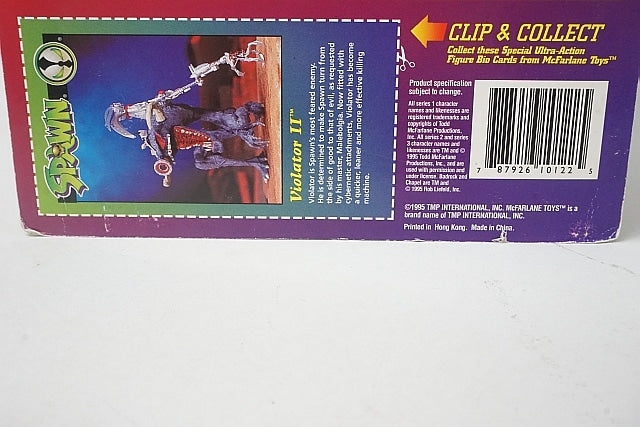 SPAWN
Violator II™
Violator is Spawn's most feared enemy.
He is determined to make Spawn turn from
the side of good to that of evil, as requested
by his master, Malebolgia. Now fitted with
cybernetic attachments, Violator has become
a quicker, leaner and more effective killing
machine.
CLIP & COLLECT
Collect these Special Ultra-Action
Figure Bio Cards from McFarlane Toys™
Product specification
subject to change.
All series 1 character
names and likenesses are
registered trademarks and
copyrights of Todd
McFarlane Productions,
Inc. All series 2 and series
3 character names and
likenesses are TM and ©
1995 Todd McFarlane
Productions, Inc., and are
used with permission and
under license. Badrock and
Chapel are TM and
© 1995 Rob Liefeld, Inc.
7 87926 10122 5
©1995 TMP INTERNATIONAL, INC. McFARLANE TOYS™ is a
brand name of TMP INTERNATIONAL, INC.
Printed in Hong Kong. Made in China.